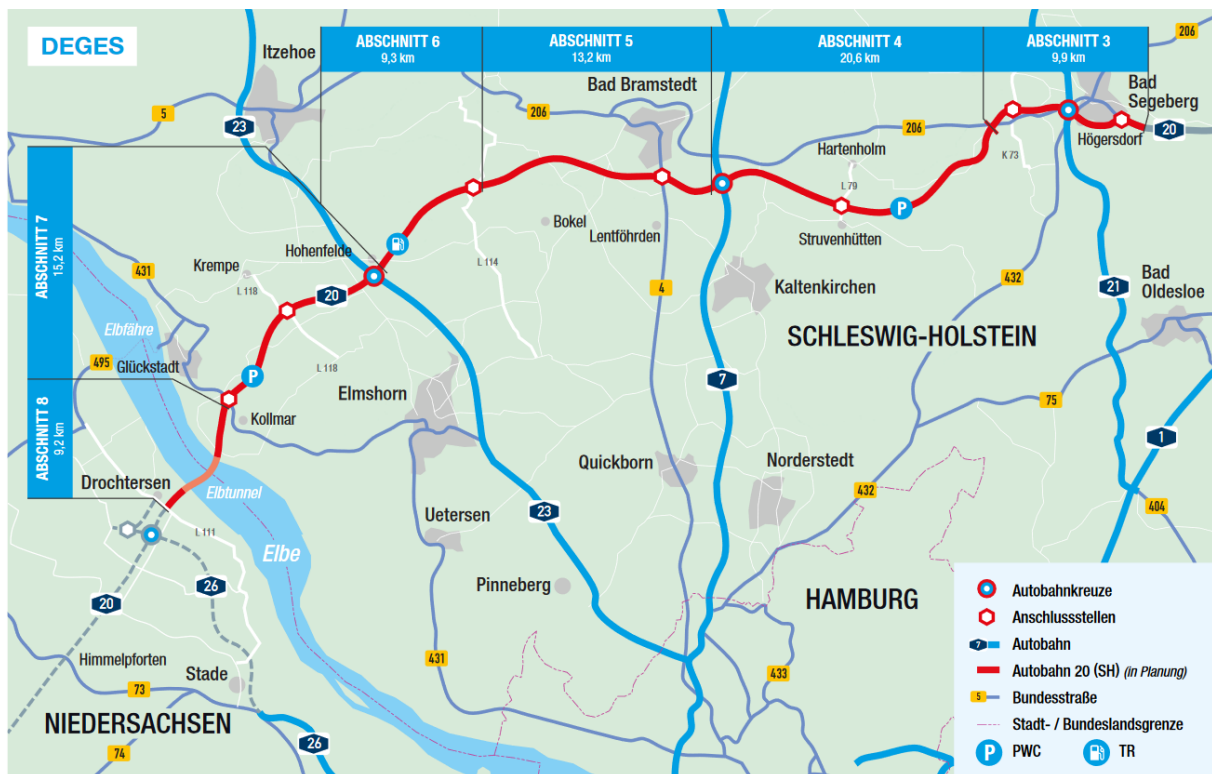 DEGES
ABSCHNITT 6
9,3 km
ABSCHNITT 5
13,2 km
ABSCHNITT 4
20,6 km
ABSCHNITT 3
9,9 km
206
Itzehoe
Bad Bramstedt
Bad
Segeberg
5
23
206
206
20
Högersdorf
Hartenholm
K 73
L 79
ABSCHNITT 7
15,2 km
Bokel
Lentföhrden
Struvenhütten
Hohenfelde
Krempe
431
L 114
L 118
20
4
Kaltenkirchen
432
21
Bad
Oldesloe
Elbfähre
SCHLESWIG-HOLSTEIN
495
Glückstadt
P
P
L 118
Elmshorn
7
75
ABSCHNITT 8
9,2 km
Kollmar
1
Quickborn
Norderstedt
Drochtersen
Elbtunnel
432
404
Uetersen
23
L 111
Elbe
26
Pinneberg
HAMBURG
20
Himmelpforten
431
433
Stade
73
NIEDERSACHSEN
74
26
Autobahnkreuze
Anschlussstellen
7
Autobahn
Autobahn 20 (SH) (in Planung)
5
Bundesstraße
Stadt- / Bundeslandsgrenze
P
PWC
TR